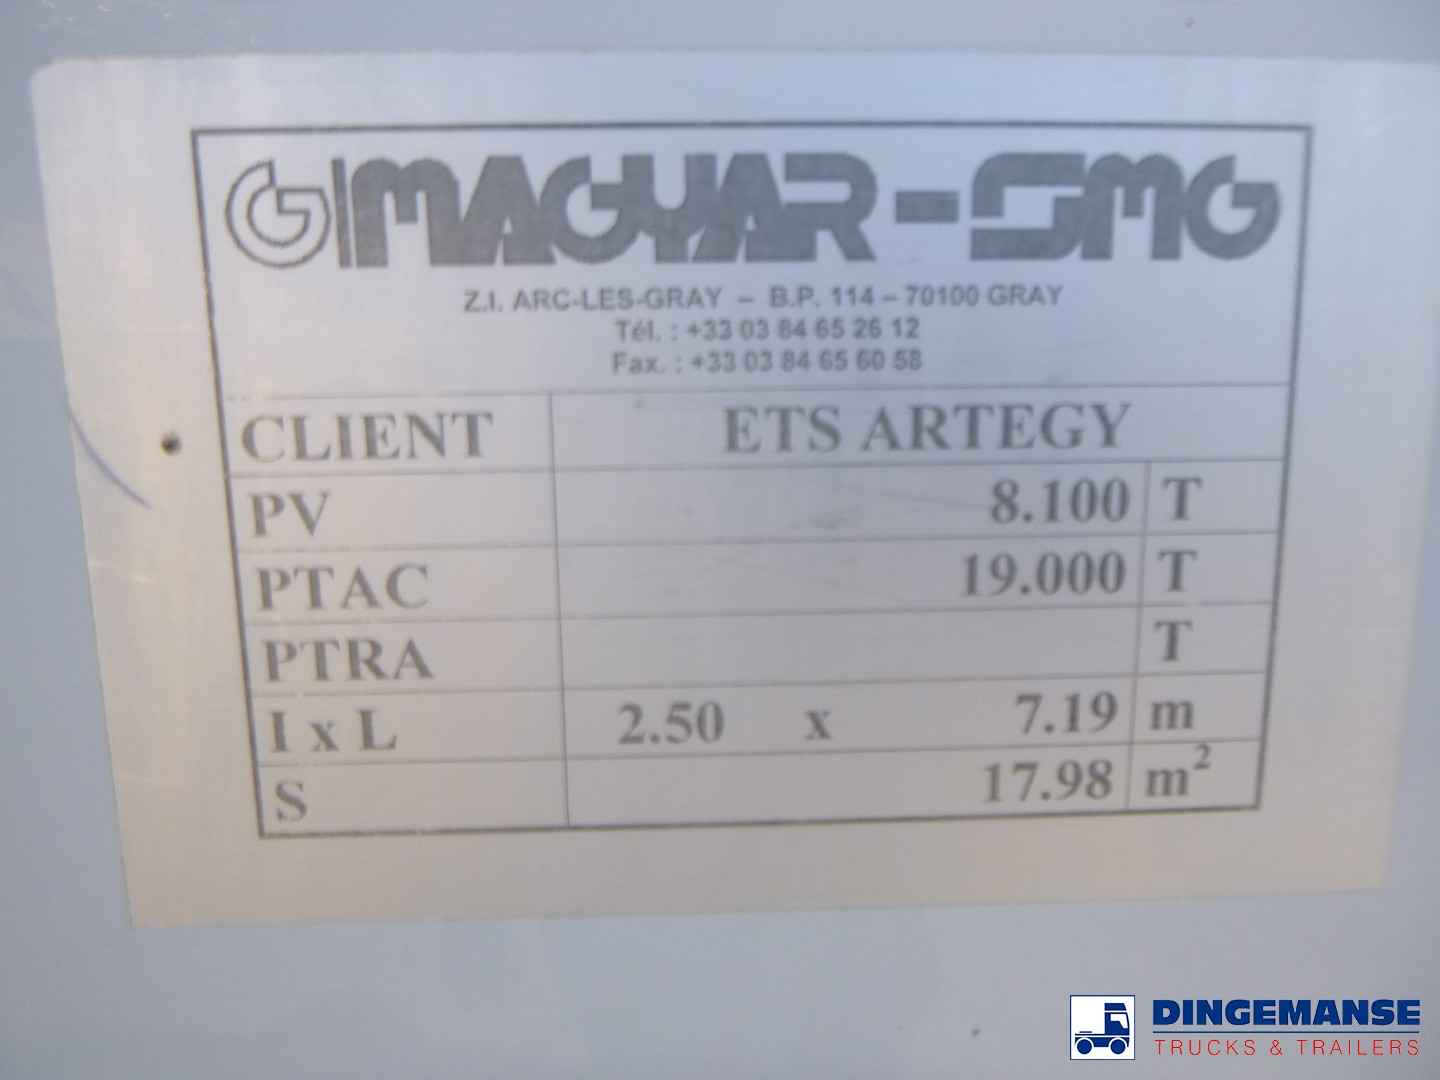 MAGYAR-SMG
Z.I. ARC-LES-GRAY – B.P. 114 – 70100 GRAY
Tél. : +33 03 84 65 26 12
Fax. : +33 03 84 65 60 58
CLIENT ETS ARTEGY
PV 8.100 T
PTAC 19.000 T
PTRA T
l x L 2.50 x 7.19 m
S 17.98 m²
DINGEMANSE
TRUCKS & TRAILERS